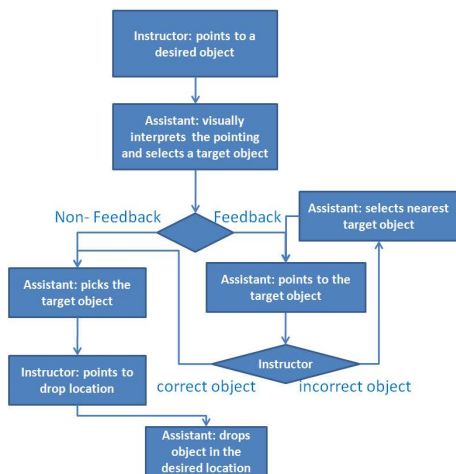 Instructor: points to a
desired object
Assistant: visually
interprets the pointing
and selects a target object
Non- Feedback
Feedback
Assistant: selects nearest
target object
Assistant: picks the
target object
Assistant: points to the
target object
Instructor
Instructor: points to
drop location
correct object
incorrect object
Assistant: drops
object in the
desired location